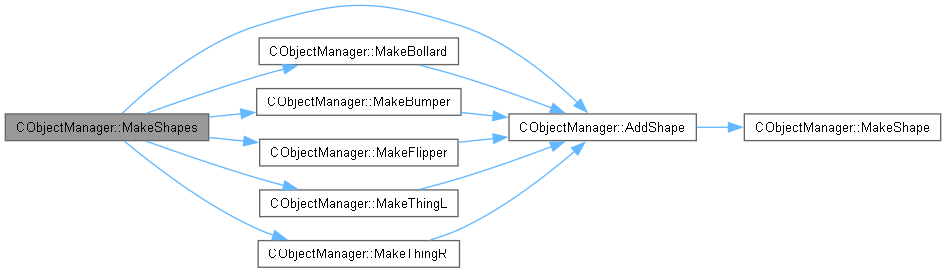 CObjectManager::MakeShapes
CObjectManager::MakeBollard
CObjectManager::MakeBumper
CObjectManager::MakeFlipper
CObjectManager::MakeThingL
CObjectManager::MakeThingR
CObjectManager::AddShape
CObjectManager::MakeShape